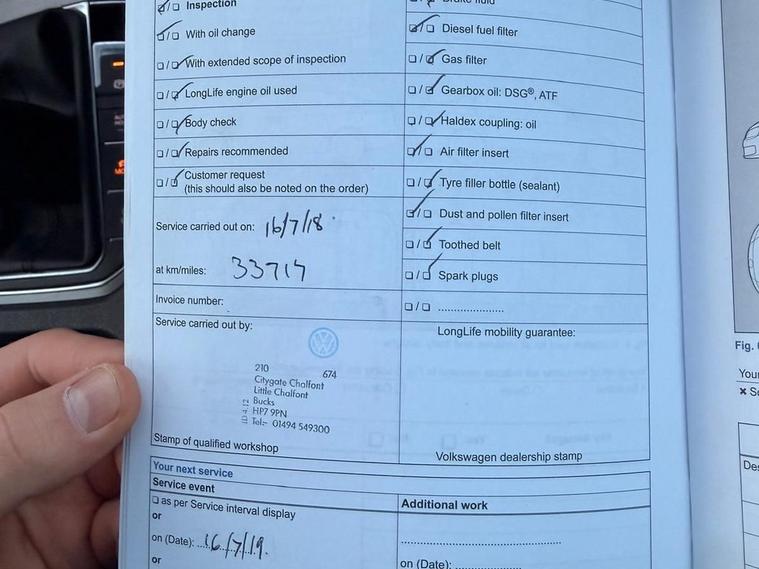 ☑/☐ Inspection
☑/☐ With oil change
☐/☑ With extended scope of inspection
☐/☑ LongLife engine oil used
☐/☑ Body check
☐/☑ Repairs recommended
☐/☑ Customer request
(this should also be noted on the order)
Service carried out on: 16/7/18
at km/miles: 33717
Invoice number:
Service carried out by:
VW
210 674
Citygate Chalfont
Little Chalfont
Bucks
HP7 9PN
Tel:- 01494 549300
Stamp of qualified workshop
Brake fluid
☑/☐ Diesel fuel filter
☐/☑ Gas filter
☐/☑ Gearbox oil: DSG®, ATF
☐/☑ Haldex coupling: oil
☑/☐ Air filter insert
☐/☑ Tyre filler bottle (sealant)
☑/☐ Dust and pollen filter insert
☐/☑ Toothed belt
☐/☑ Spark plugs
☐/☐ .....................
LongLife mobility guarantee:
Volkswagen dealership stamp
Your next service
Service event
☐ as per Service interval display
or
on (Date): 16/7/19.
or
Additional work
on (Date):
Fig.